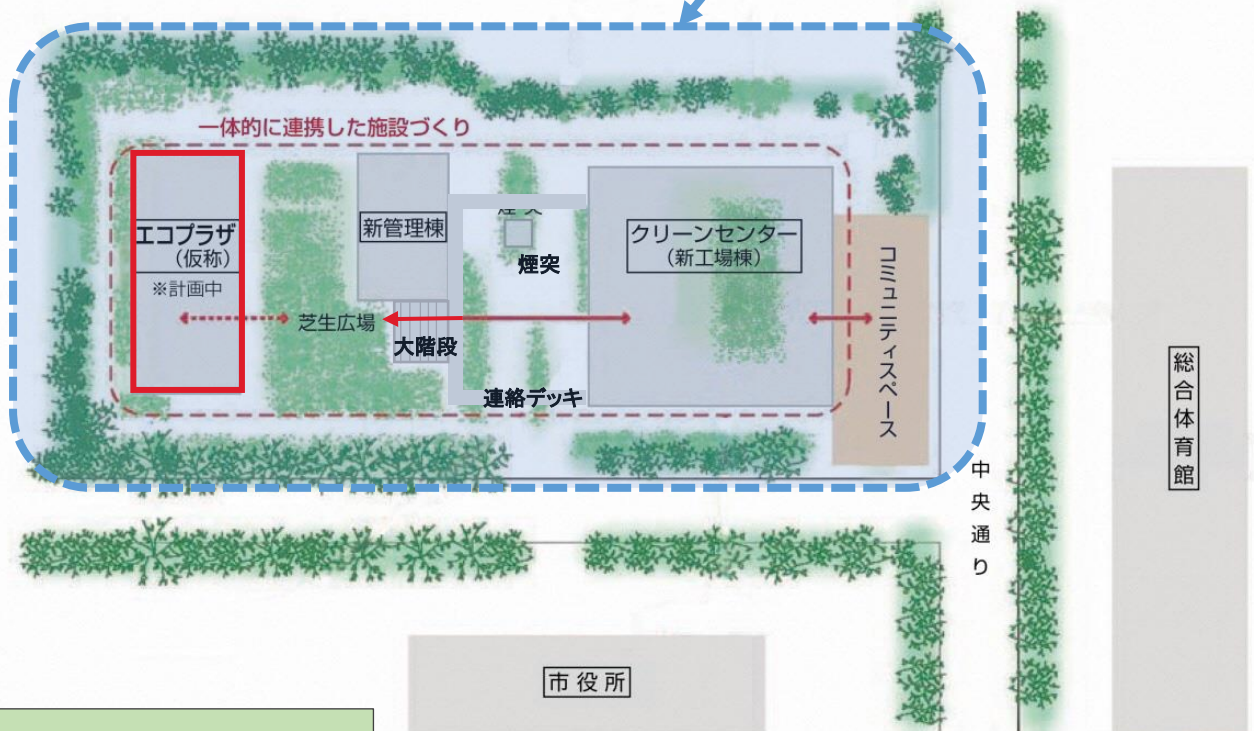 一体的に連携した施設づくり
エコプラザ
(仮称)
※計画中
新管理棟
煙突
煙突
クリーンセンター
(新工場棟)
芝生広場
大階段
連絡デッキ
コミュニティスペース
中央通り
総合体育館
市役所